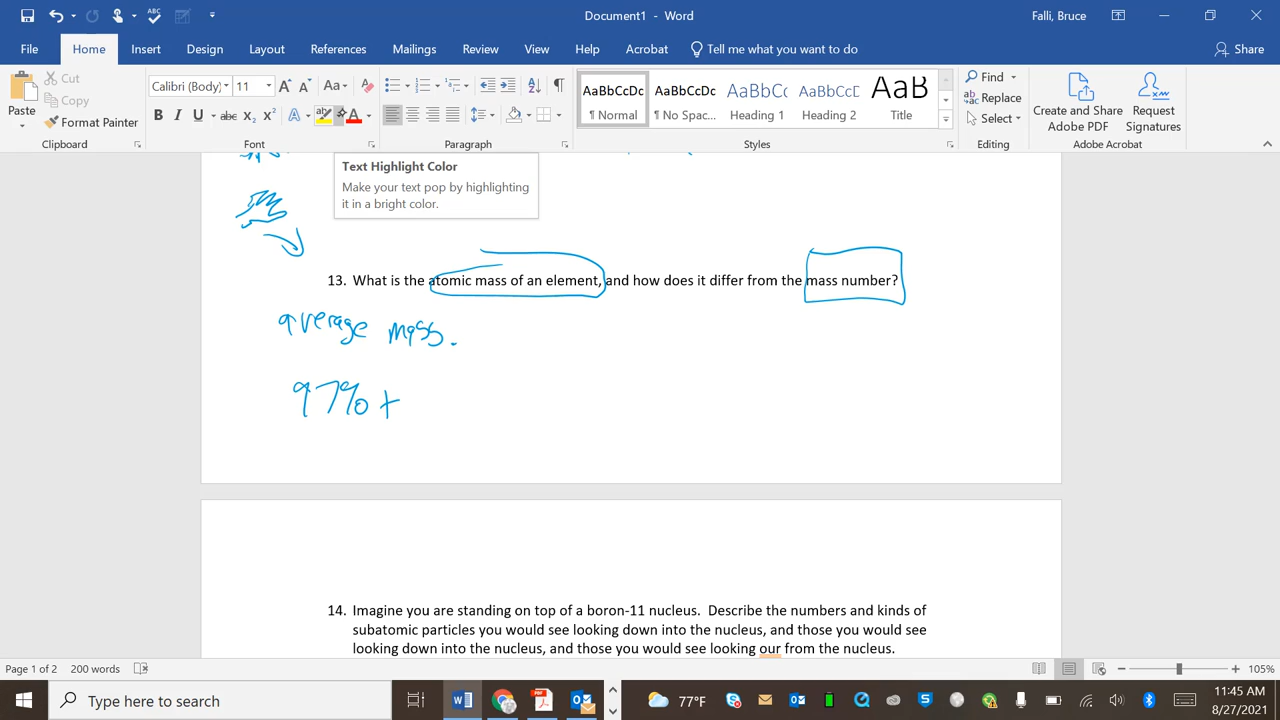 Document1 - Word
Falli, Bruce
File Home Insert Design Layout References Mailings Review View Help Acrobat Tell me what you want to do Share
Paste
Cut
Copy
Format Painter
Calibri (Body) 11
Find
Replace
Select
AaBbCcDc ¶ Normal
AaBbCcDc ¶ No Spac...
AaBbCc Heading 1
AaBbCcD Heading 2
AaB Title
Create and Share Adobe PDF
Request Signatures
Clipboard Font Paragraph Styles Editing Adobe Acrobat
Text Highlight Color
Make your text pop by highlighting
it in a bright color.
13. What is the atomic mass of an element, and how does it differ from the mass number?
average mass.
97% +
14. Imagine you are standing on top of a boron-11 nucleus. Describe the numbers and kinds of
subatomic particles you would see looking down into the nucleus, and those you would see
looking down into the nucleus, and those you would see looking our from the nucleus.
Page 1 of 2 200 words 105%
Type here to search
77°F
11:45 AM
8/27/2021